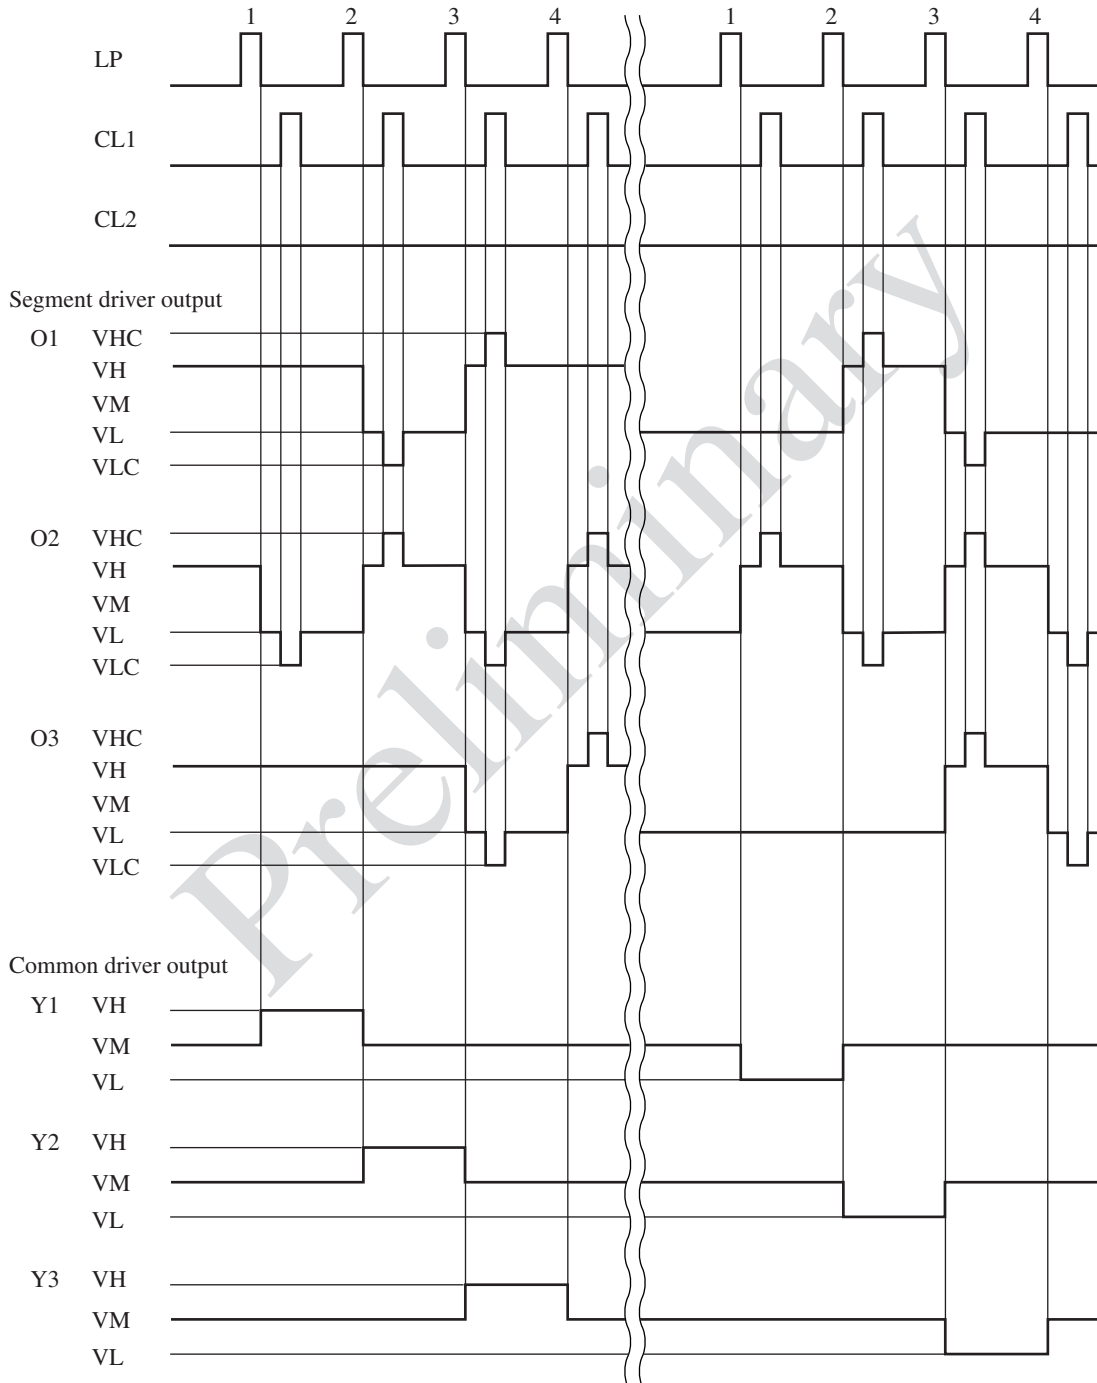 1 2 3 4 1 2 3 4
LP
CL1
CL2
Segment driver output
O1 VHC
VH
VM
VL
VLC
O2 VHC
VH
VM
VL
VLC
O3 VHC
VH
VM
VL
VLC
Common driver output
Y1 VH
VM
VL
Y2 VH
VM
VL
Y3 VH
VM
VL
Preliminary